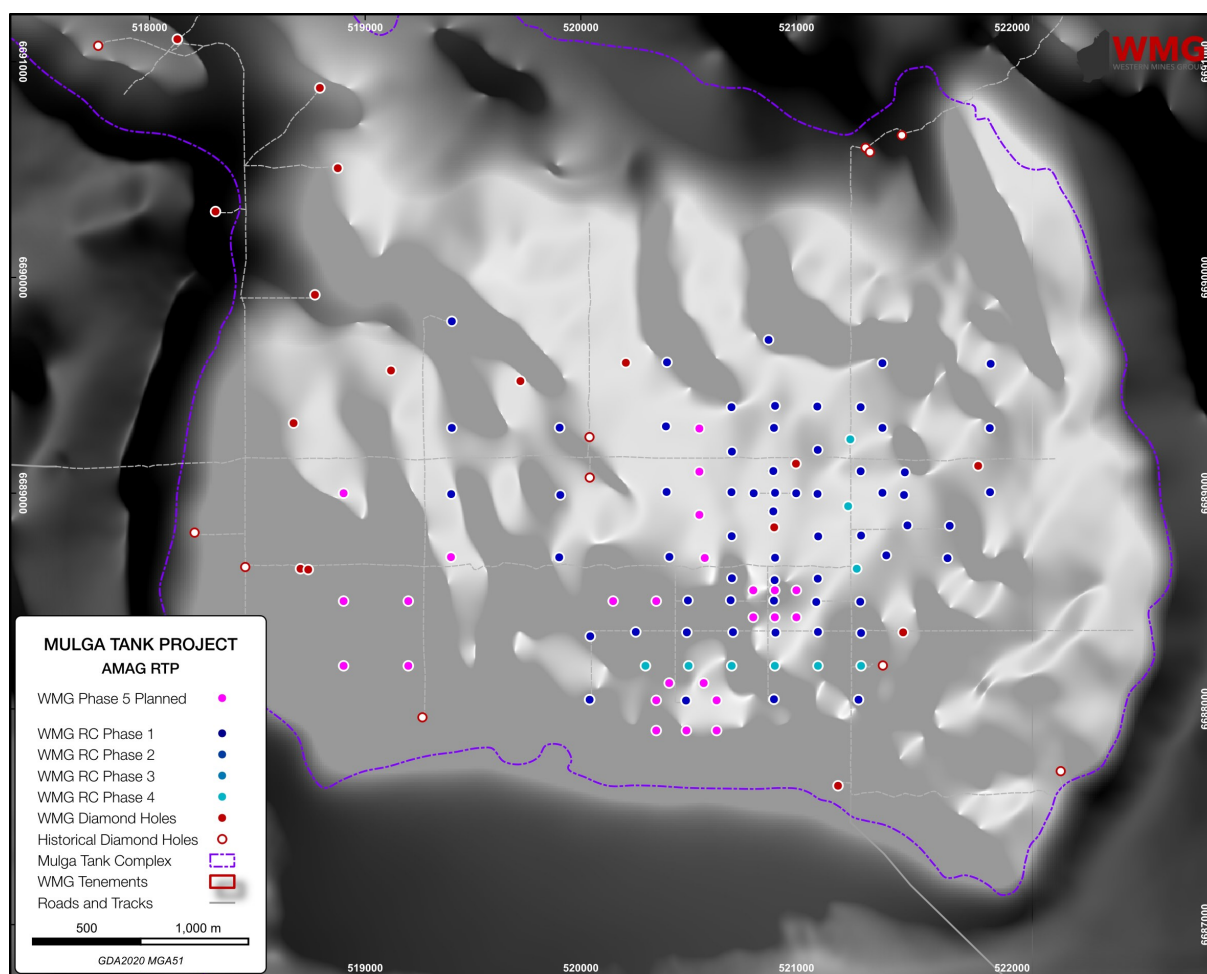 518000 519000 520000 521000 522000
6691000 6691000
WMG
WESTERN MINES GROUP
6690000 6690000
6689000 6689000
6688000
6687000
MULGA TANK PROJECT
AMAG RTP
WMG Phase 5 Planned
WMG RC Phase 1
WMG RC Phase 2
WMG RC Phase 3
WMG RC Phase 4
WMG Diamond Holes
Historical Diamond Holes
Mulga Tank Complex
WMG Tenements
Roads and Tracks
500 1,000 m
GDA2020 MGA51
519000 520000 521000 522000